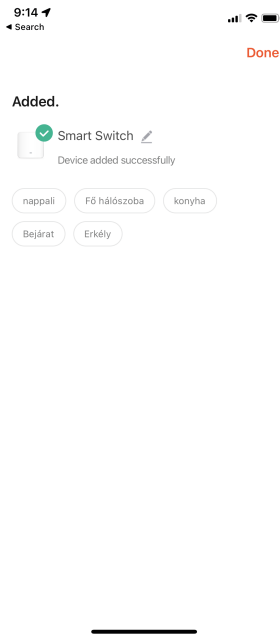 9:14
Search
Done
Added.
Smart Switch
Device added successfully
nappali
Fő hálószoba
konyha
Bejárat
Erkély